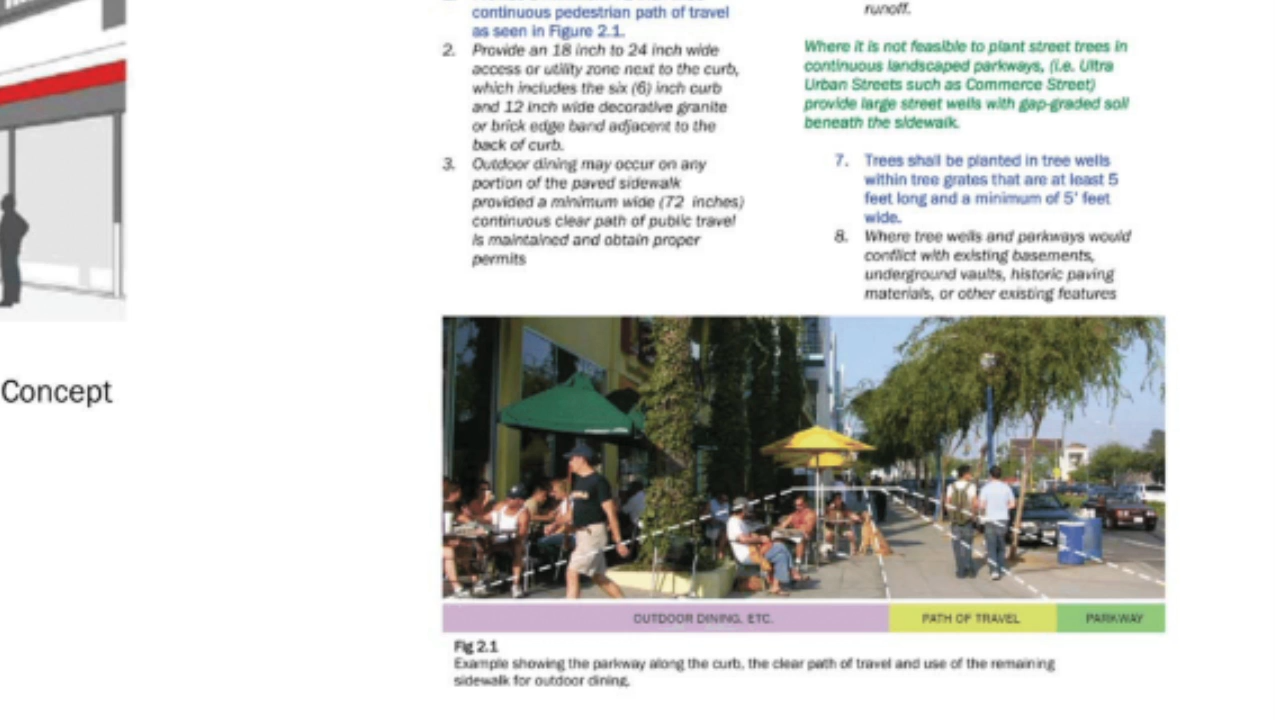 Concept
continuous pedestrian path of travel
as seen in Figure 2.1.
2. Provide an 18 inch to 24 inch wide
access or utility zone next to the curb,
which includes the six (6) inch curb
and 12 inch wide decorative granite
or brick edge band adjacent to the
back of curb.
3. Outdoor dining may occur on any
portion of the paved sidewalk
provided a minimum wide (72 inches)
continuous clear path of public travel
is maintained and obtain proper
permits
runoff.
Where it is not feasible to plant street trees in
continuous landscaped parkways, (i.e. Ultra
Urban Streets such as Commerce Street)
provide large street wells with gap-graded soil
beneath the sidewalk.
7. Trees shall be planted in tree wells
within tree grates that are at least 5
feet long and a minimum of 5' feet
wide.
8. Where tree wells and parkways would
conflict with existing basements,
underground vaults, historic paving
materials, or other existing features
OUTDOOR DINING, ETC.
PATH OF TRAVEL
PARKWAY
Fig 2.1
Example showing the parkway along the curb, the clear path of travel and use of the remaining
sidewalk for outdoor dining.